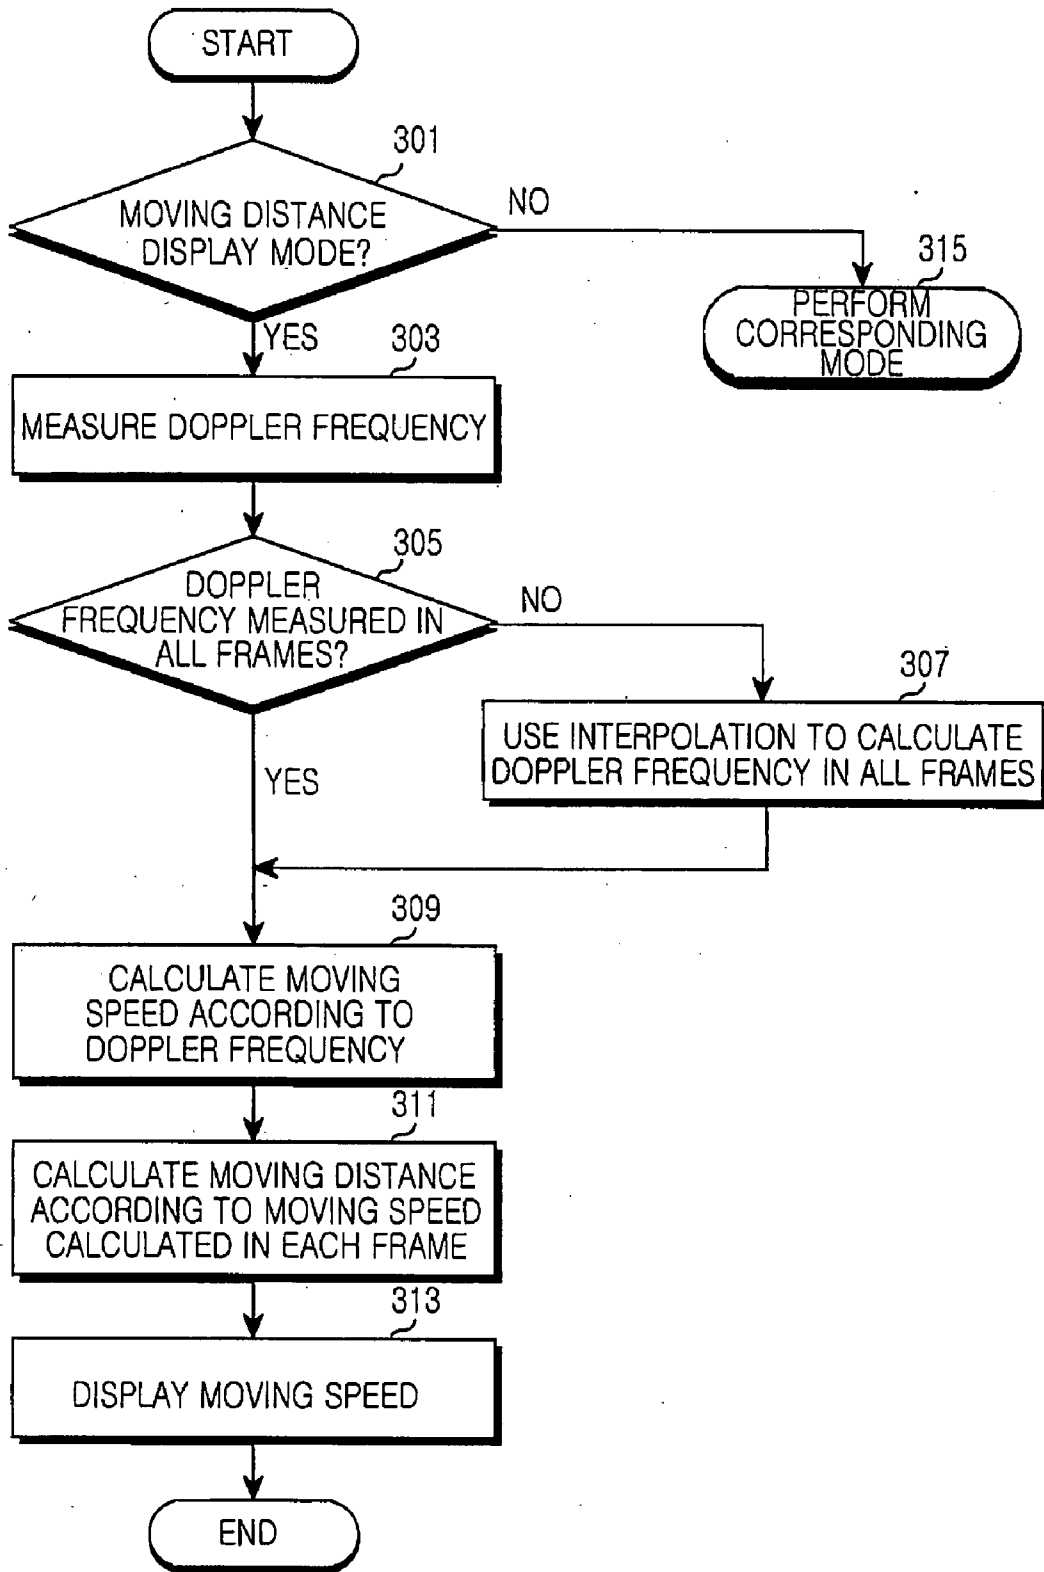 START
301
MOVING DISTANCE
DISPLAY MODE?
NO
315
PERFORM
CORRESPONDING
MODE
YES
303
MEASURE DOPPLER FREQUENCY
305
DOPPLER
FREQUENCY MEASURED IN
ALL FRAMES?
NO
307
USE INTERPOLATION TO CALCULATE
DOPPLER FREQUENCY IN ALL FRAMES
YES
309
CALCULATE MOVING
SPEED ACCORDING TO
DOPPLER FREQUENCY
311
CALCULATE MOVING DISTANCE
ACCORDING TO MOVING SPEED
CALCULATED IN EACH FRAME
313
DISPLAY MOVING SPEED
END